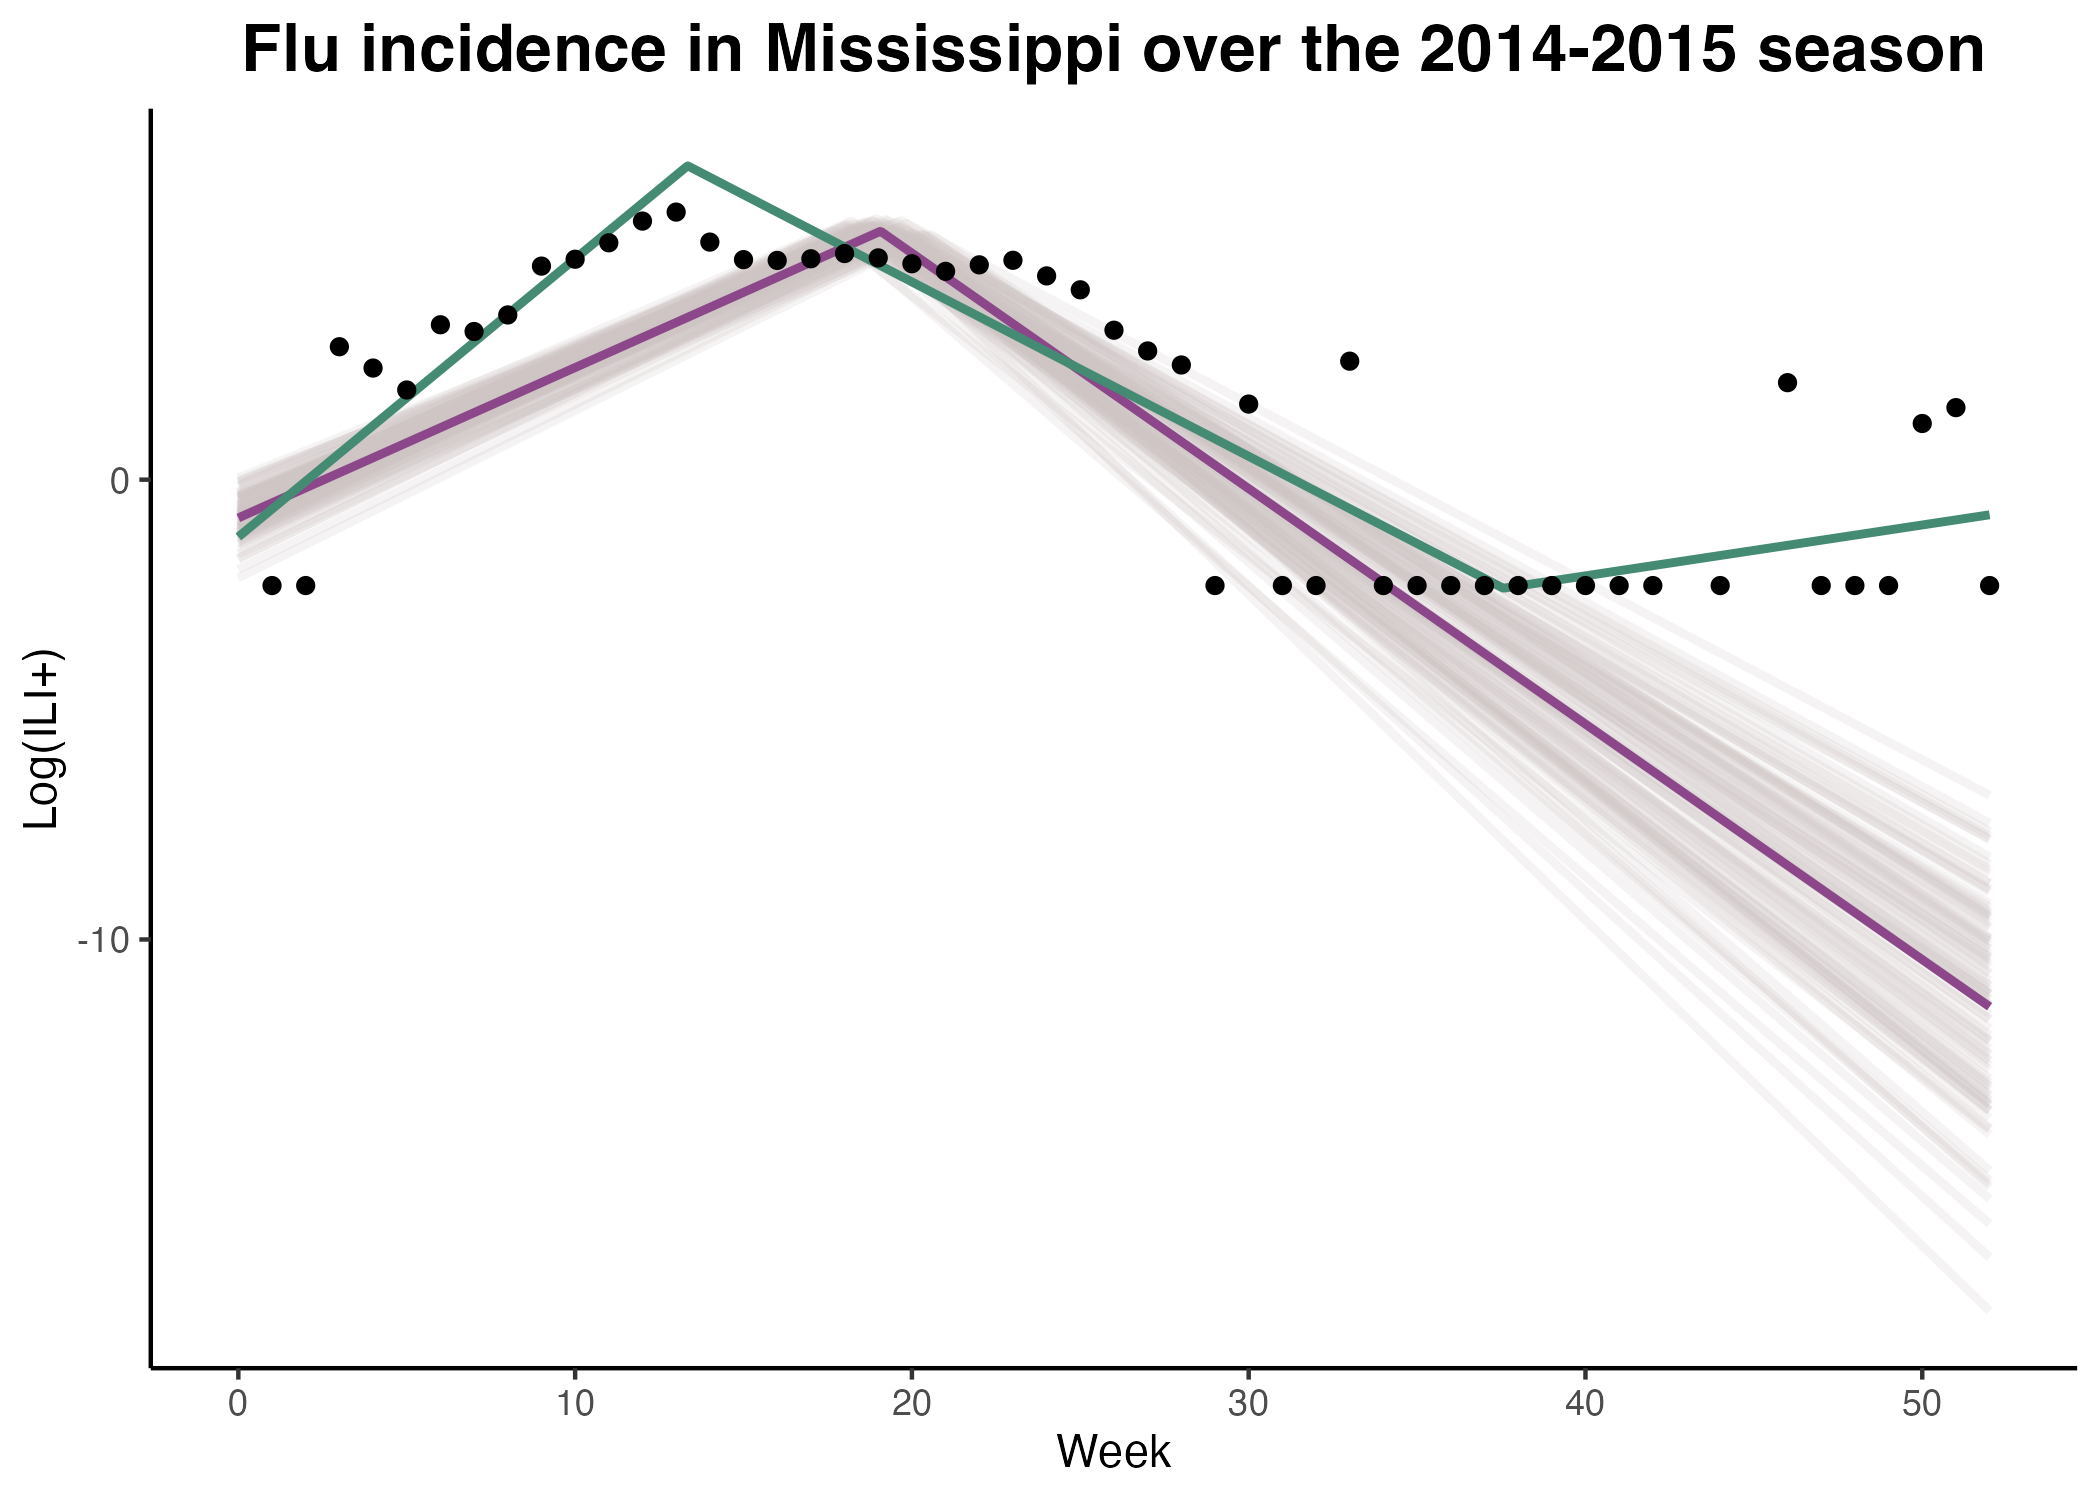 Flu incidence in Mississippi over the 2014-2015 season
0
-10
Log(ILI+)
0 10 20 30 40 50
Week